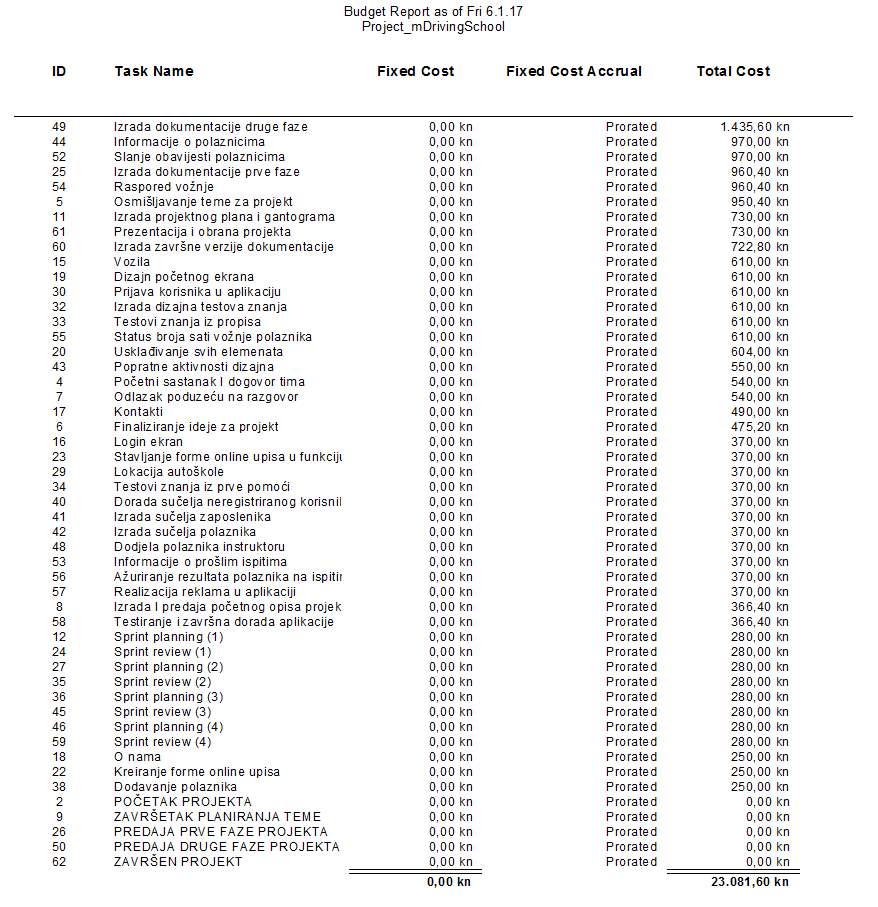 Budget Report as of Fri 6.1.17
Project_mDrivingSchool
ID Task Name Fixed Cost Fixed Cost Accrual Total Cost
49 Izrada dokumentacije druge faze 0,00 kn Prorated 1.435,60 kn
44 Informacije o polaznicima 0,00 kn Prorated 970,00 kn
52 Slanje obavijesti polaznicima 0,00 kn Prorated 970,00 kn
25 Izrada dokumentacije prve faze 0,00 kn Prorated 960,40 kn
54 Raspored vožnje 0,00 kn Prorated 960,40 kn
5 Osmišljavanje teme za projekt 0,00 kn Prorated 950,40 kn
11 Izrada projektnog plana i gantograma 0,00 kn Prorated 730,00 kn
61 Prezentacija i obrana projekta 0,00 kn Prorated 730,00 kn
60 Izrada završne verzije dokumentacije 0,00 kn Prorated 722,80 kn
15 Vozila 0,00 kn Prorated 610,00 kn
19 Dizajn početnog ekrana 0,00 kn Prorated 610,00 kn
30 Prijava korisnika u aplikaciju 0,00 kn Prorated 610,00 kn
32 Izrada dizajna testova znanja 0,00 kn Prorated 610,00 kn
33 Testovi znanja iz propisa 0,00 kn Prorated 610,00 kn
55 Status broja sati vožnje polaznika 0,00 kn Prorated 610,00 kn
20 Usklađivanje svih elemenata 0,00 kn Prorated 604,00 kn
43 Popratne aktivnosti dizajna 0,00 kn Prorated 550,00 kn
4 Početni sastanak I dogovor tima 0,00 kn Prorated 540,00 kn
7 Odlazak poduzeću na razgovor 0,00 kn Prorated 540,00 kn
17 Kontakti 0,00 kn Prorated 490,00 kn
6 Finaliziranje ideje za projekt 0,00 kn Prorated 475,20 kn
16 Login ekran 0,00 kn Prorated 370,00 kn
23 Stavljanje forme online upisa u funkciju 0,00 kn Prorated 370,00 kn
29 Lokacija autoškole 0,00 kn Prorated 370,00 kn
34 Testovi znanja iz prve pomoći 0,00 kn Prorated 370,00 kn
40 Dorada sučelja neregistriranog korisnil 0,00 kn Prorated 370,00 kn
41 Izrada sučelja zaposlenika 0,00 kn Prorated 370,00 kn
42 Izrada sučelja polaznika 0,00 kn Prorated 370,00 kn
48 Dodjela polaznika instruktoru 0,00 kn Prorated 370,00 kn
53 Informacije o prošlim ispitima 0,00 kn Prorated 370,00 kn
56 Ažuriranje rezultata polaznika na ispitir 0,00 kn Prorated 370,00 kn
57 Realizacija reklama u aplikaciji 0,00 kn Prorated 370,00 kn
8 Izrada I predaja početnog opisa projek 0,00 kn Prorated 366,40 kn
58 Testiranje i završna dorada aplikacije 0,00 kn Prorated 366,40 kn
12 Sprint planning (1) 0,00 kn Prorated 280,00 kn
24 Sprint review (1) 0,00 kn Prorated 280,00 kn
27 Sprint planning (2) 0,00 kn Prorated 280,00 kn
35 Sprint review (2) 0,00 kn Prorated 280,00 kn
36 Sprint planning (3) 0,00 kn Prorated 280,00 kn
45 Sprint review (3) 0,00 kn Prorated 280,00 kn
46 Sprint planning (4) 0,00 kn Prorated 280,00 kn
59 Sprint review (4) 0,00 kn Prorated 280,00 kn
18 O nama 0,00 kn Prorated 250,00 kn
22 Kreiranje forme online upisa 0,00 kn Prorated 250,00 kn
38 Dodavanje polaznika 0,00 kn Prorated 250,00 kn
2 POČETAK PROJEKTA 0,00 kn Prorated 0,00 kn
9 ZAVRŠETAK PLANIRANJA TEME 0,00 kn Prorated 0,00 kn
26 PREDAJA PRVE FAZE PROJEKTA 0,00 kn Prorated 0,00 kn
50 PREDAJA DRUGE FAZE PROJEKTA 0,00 kn Prorated 0,00 kn
62 ZAVRŠEN PROJEKT 0,00 kn Prorated 0,00 kn
0,00 kn 23.081,60 kn